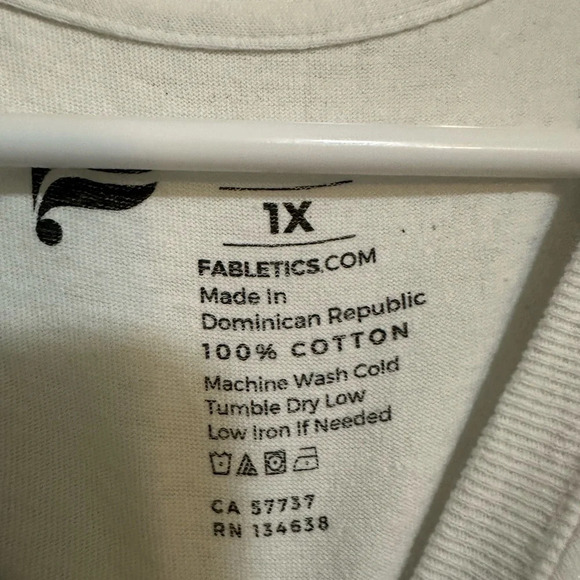 1X
FABLETICS.COM
Made in
Dominican Republic
100% COTTON
Machine Wash Cold
Tumble Dry Low
Low Iron If Needed
CA 57737
RN 134638